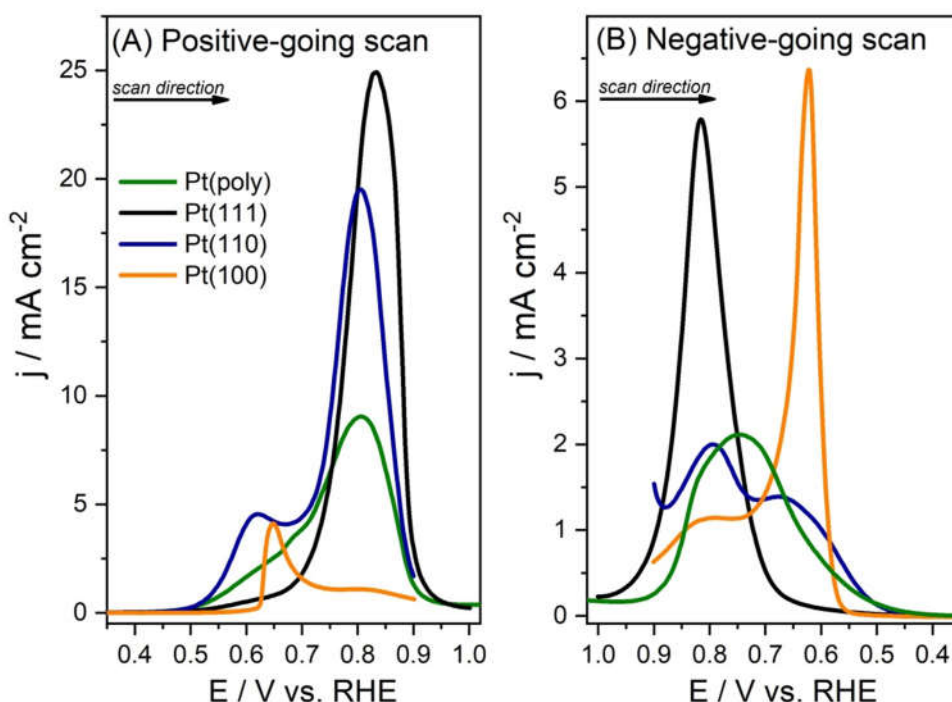 (A) Positive-going scan
scan direction
Pt(poly)
Pt(111)
Pt(110)
Pt(100)
25
20
15
10
5
0
j / mA cm-2
0.4 0.5 0.6 0.7 0.8 0.9 1.0
E / V vs. RHE
(B) Negative-going scan
scan direction
6
5
4
3
2
1
0
j / mA cm-2
1.0 0.9 0.8 0.7 0.6 0.5 0.4
E / V vs. RHE